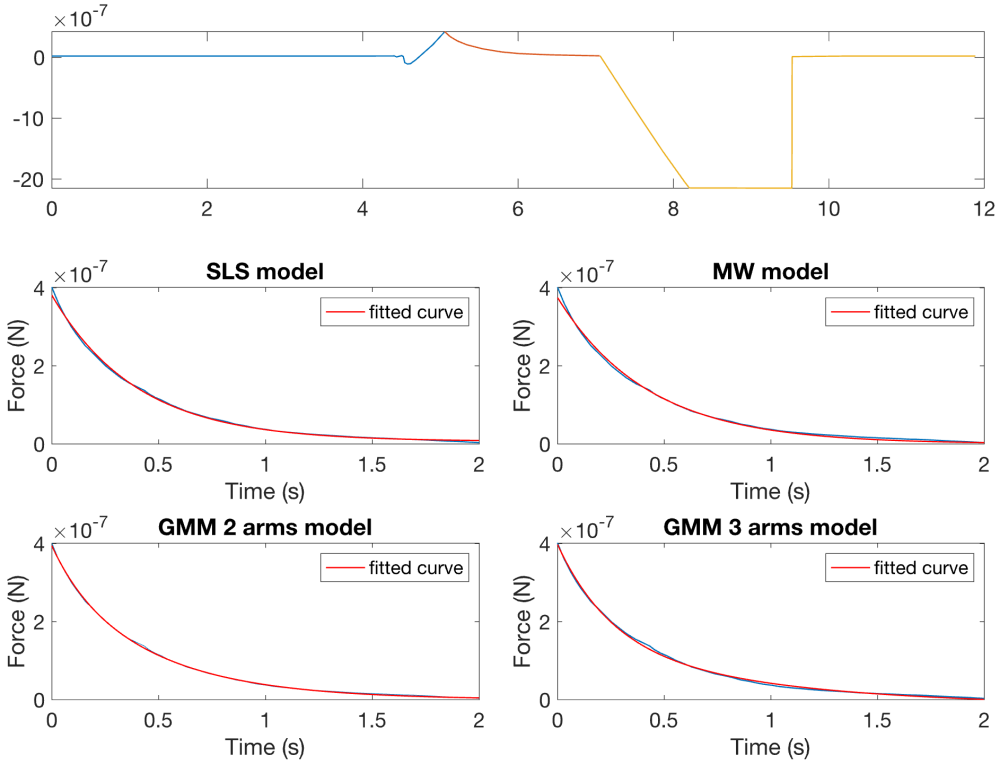 ×10⁻⁷
0
-10
-20
0 2 4 6 8 10 12
SLS model
×10⁻⁷
4
2
0
Force (N)
fitted curve
0 0.5 1 1.5 2
Time (s)
MW model
×10⁻⁷
4
2
0
Force (N)
fitted curve
0 0.5 1 1.5 2
Time (s)
GMM 2 arms model
×10⁻⁷
4
2
0
Force (N)
fitted curve
0 0.5 1 1.5 2
Time (s)
GMM 3 arms model
×10⁻⁷
4
2
0
Force (N)
fitted curve
0 0.5 1 1.5 2
Time (s)